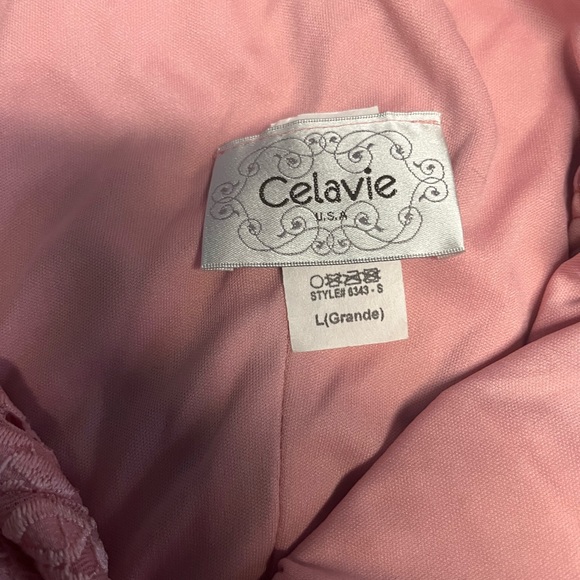 Celavie
U.S.A
STYLE# 6343 - S
L(Grande)